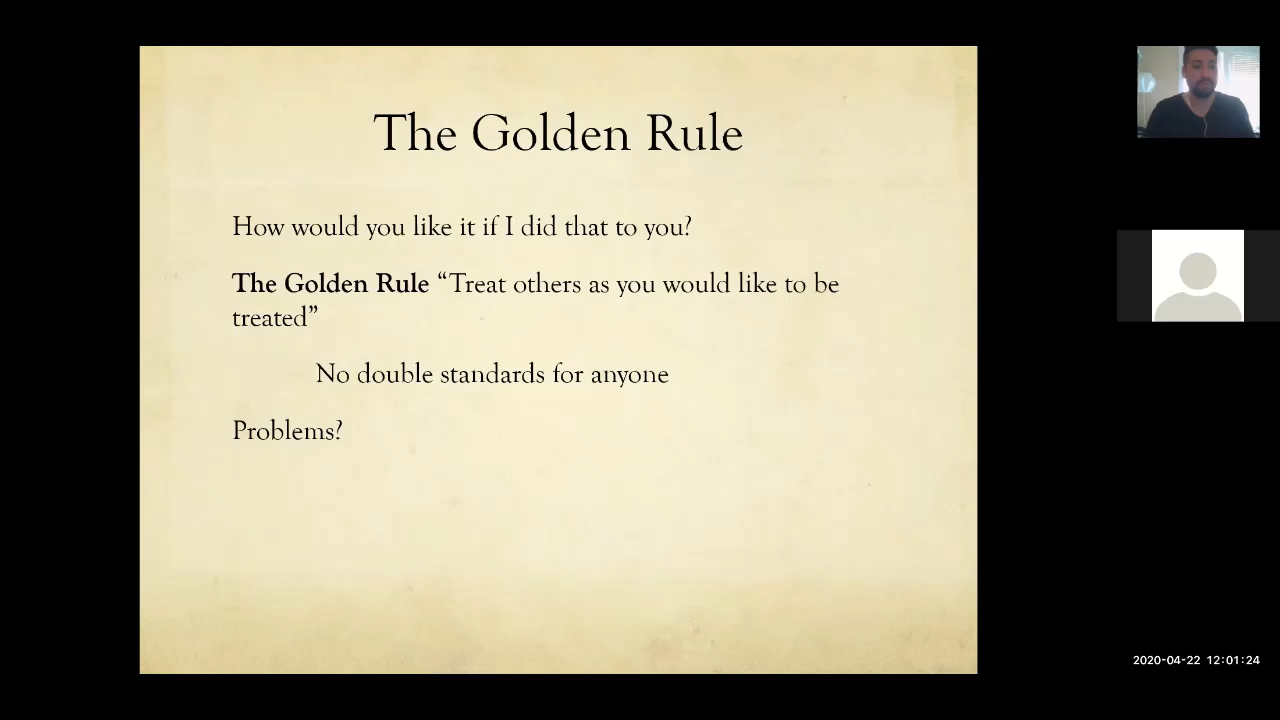 The Golden Rule
How would you like it if I did that to you?
The Golden Rule “Treat others as you would like to be
treated”
No double standards for anyone
Problems?
2020-04-22 12:01:24